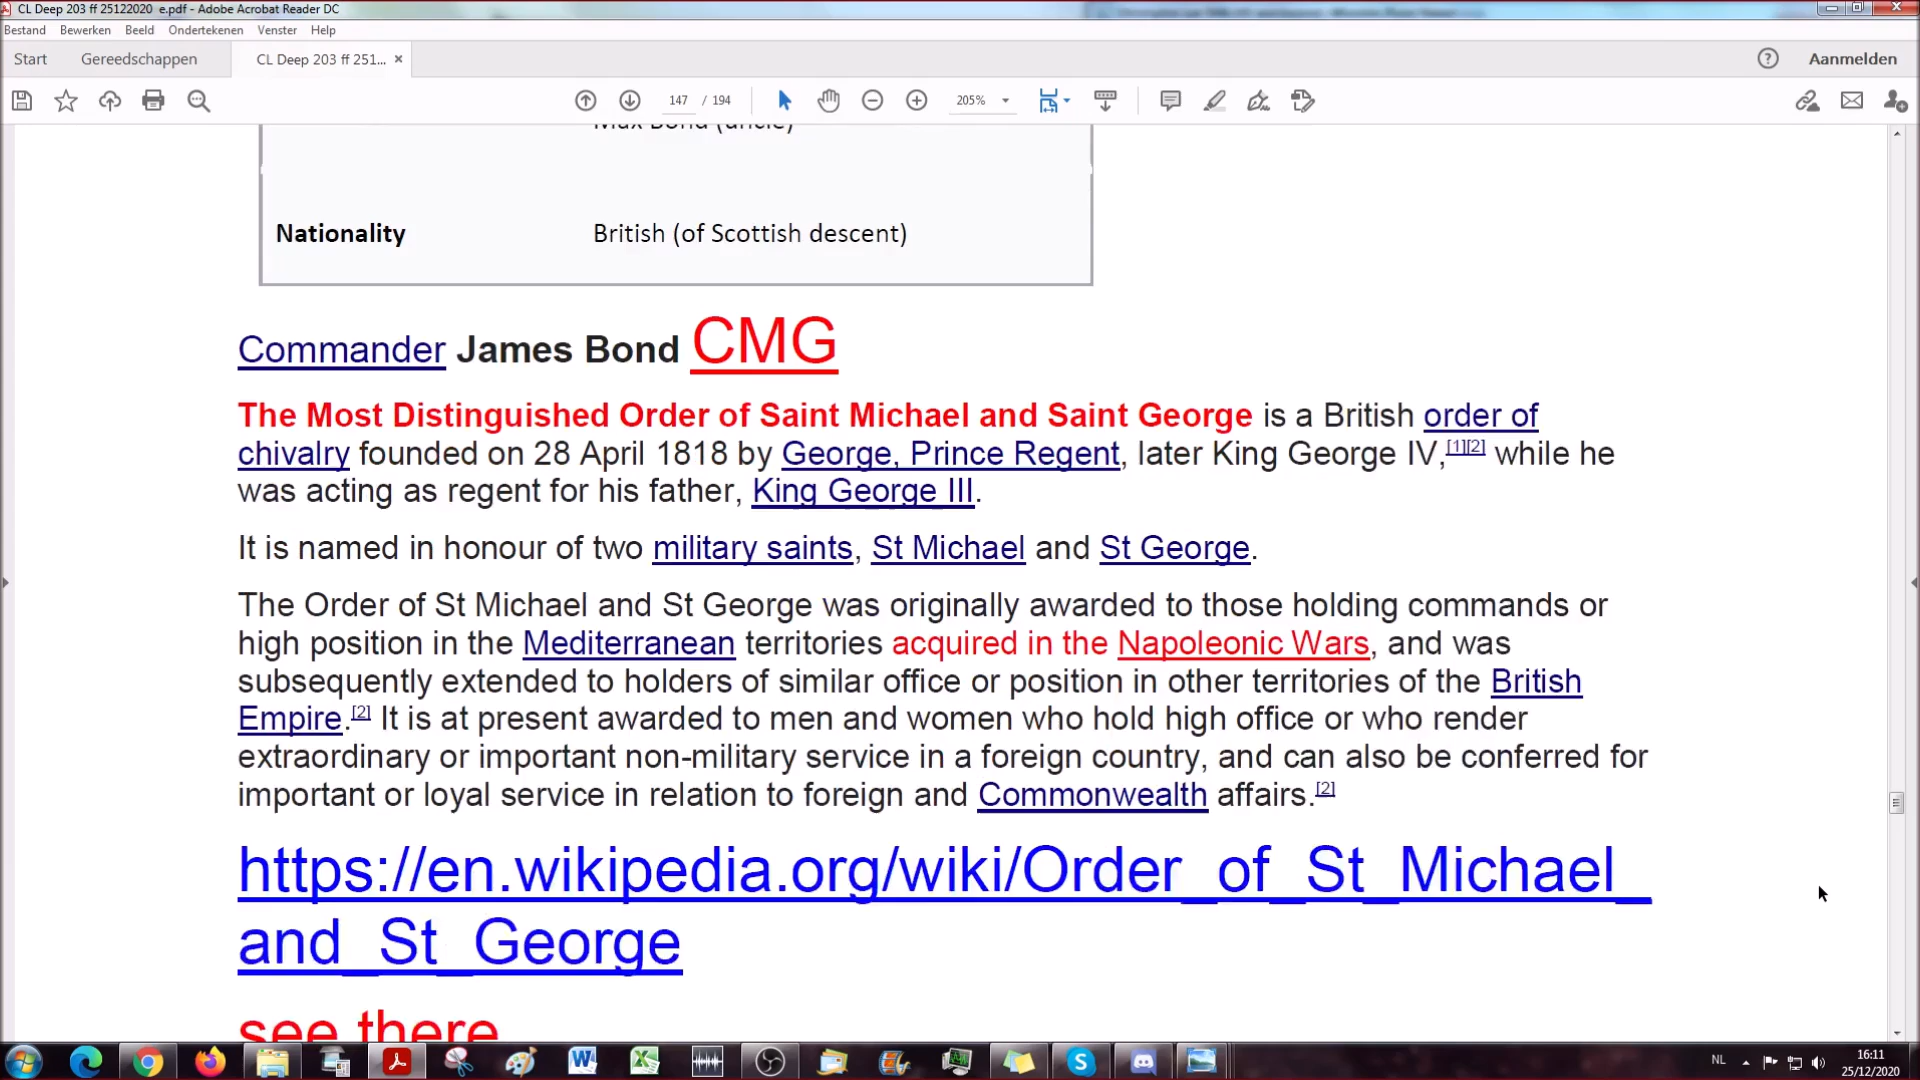 CL Deep 203 ff 25122020 e.pdf - Adobe Acrobat Reader DC
Bestand Bewerken Beeld Ondertekenen Venster Help
Start Gereedschappen CL Deep 203 ff 251... × Aanmelden
147 / 194 205%
Max Bond (uncle)
Nationality British (of Scottish descent)
Commander James Bond CMG
The Most Distinguished Order of Saint Michael and Saint George is a British order of
chivalry founded on 28 April 1818 by George, Prince Regent, later King George IV,[1][2] while he
was acting as regent for his father, King George III.
It is named in honour of two military saints, St Michael and St George.
The Order of St Michael and St George was originally awarded to those holding commands or
high position in the Mediterranean territories acquired in the Napoleonic Wars, and was
subsequently extended to holders of similar office or position in other territories of the British
Empire.[2] It is at present awarded to men and women who hold high office or who render
extraordinary or important non-military service in a foreign country, and can also be conferred for
important or loyal service in relation to foreign and Commonwealth affairs.[2]
https://en.wikipedia.org/wiki/Order_of_St_Michael_
and_St_George
see there
NL 16:11
25/12/2020